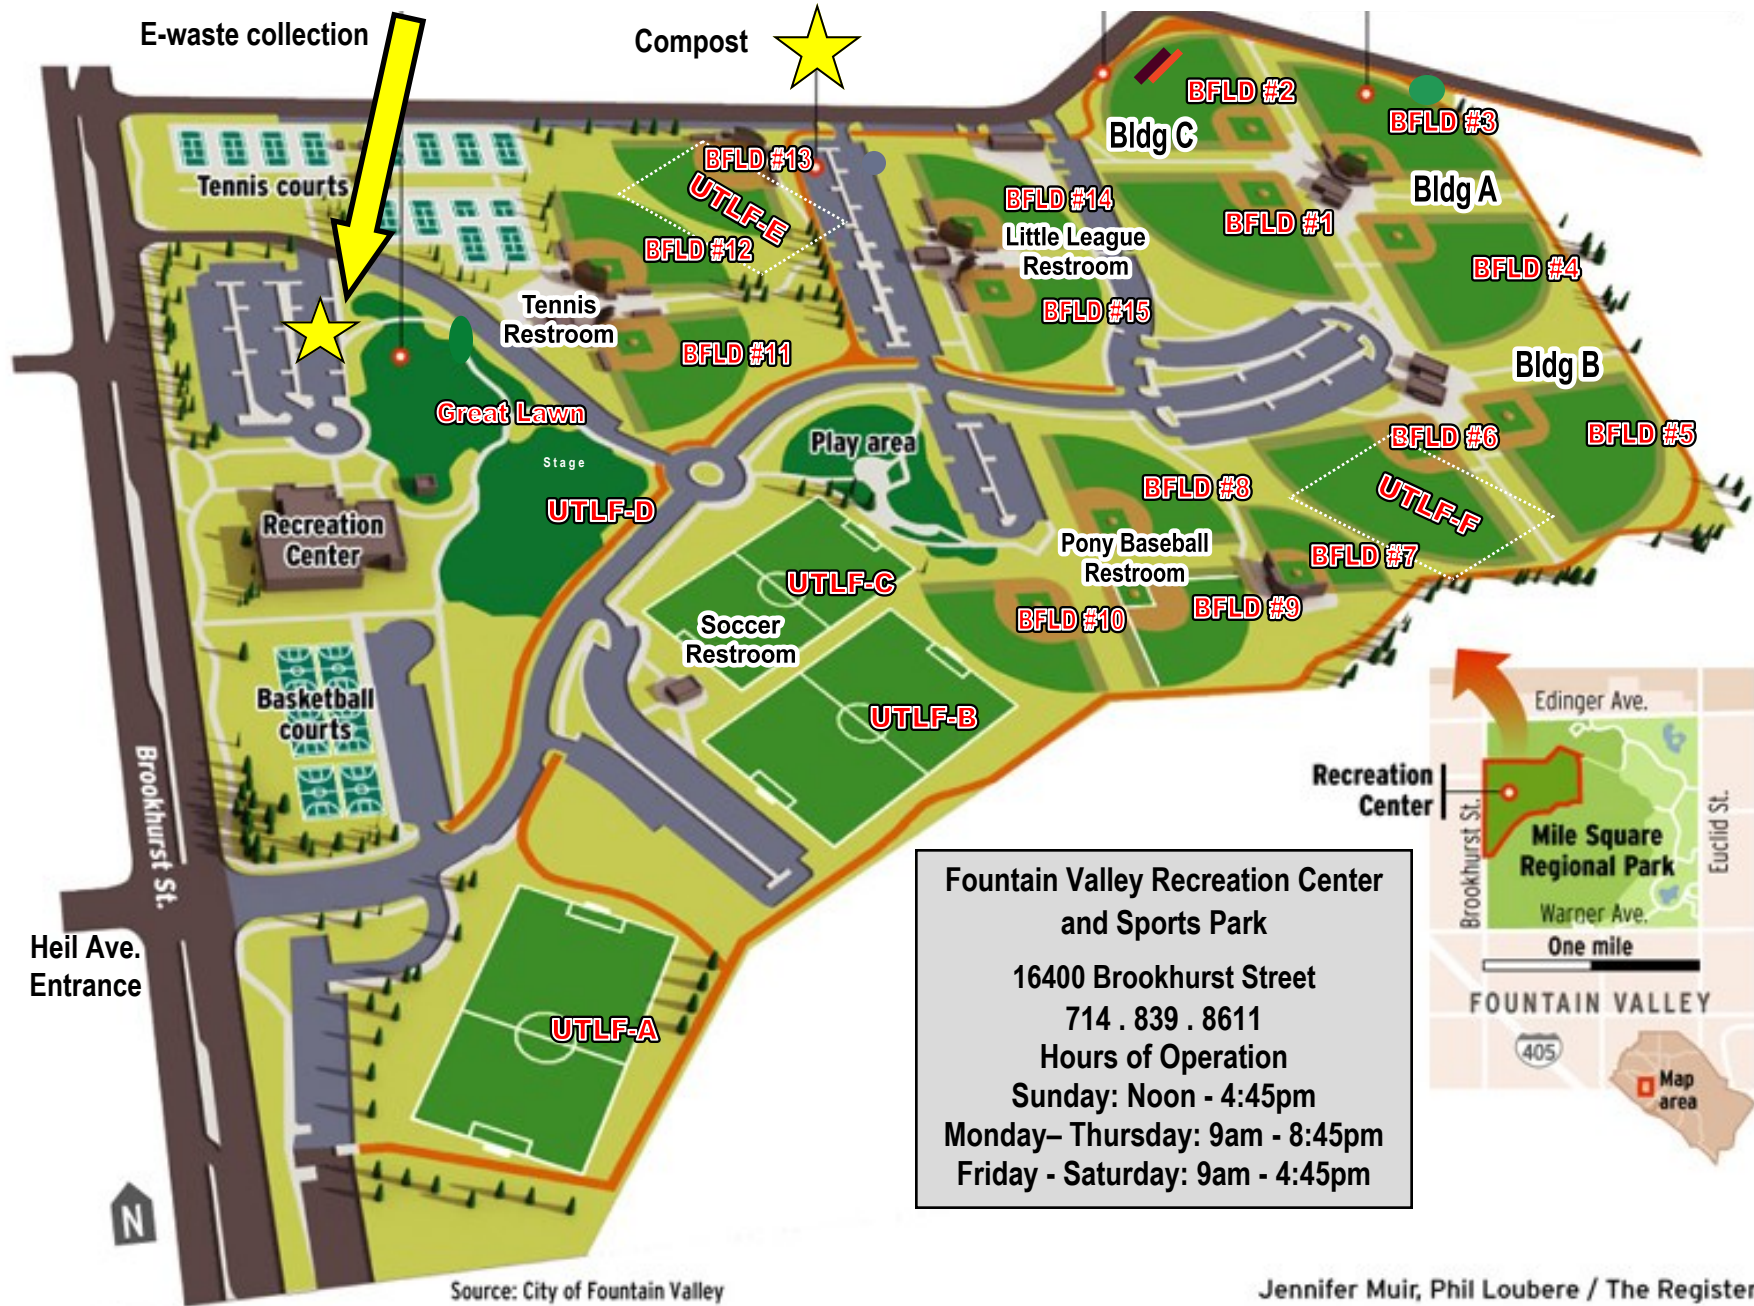 E-waste collection
Compost
BFLD #2
BFLD #3
Bldg C
BFLD #13
Tennis courts
UTLF-E
BFLD #14
Bldg A
BFLD #1
BFLD #12
Little League
Restroom
BFLD #4
Tennis
Restroom
BFLD #15
BFLD #11
Bldg B
Great Lawn
Play area
BFLD #6
BFLD #5
Stage
BFLD #8
UTLF-F
UTLF-D
Recreation
Center
Pony Baseball
Restroom
BFLD #7
UTLF-C
BFLD #10
BFLD #9
Soccer
Restroom
Basketball
courts
UTLF-B
Brookhurst St.
Heil Ave.
Entrance
UTLF-A
N
Fountain Valley Recreation Center
and Sports Park
16400 Brookhurst Street
714 . 839 . 8611
Hours of Operation
Sunday: Noon - 4:45pm
Monday– Thursday: 9am - 8:45pm
Friday - Saturday: 9am - 4:45pm
Edinger Ave.
Recreation
Center
Brookhurst St.
Mile Square
Regional Park
Euclid St.
Warner Ave.
One mile
FOUNTAIN VALLEY
405
Map
area
Source: City of Fountain Valley
Jennifer Muir, Phil Loubere / The Register